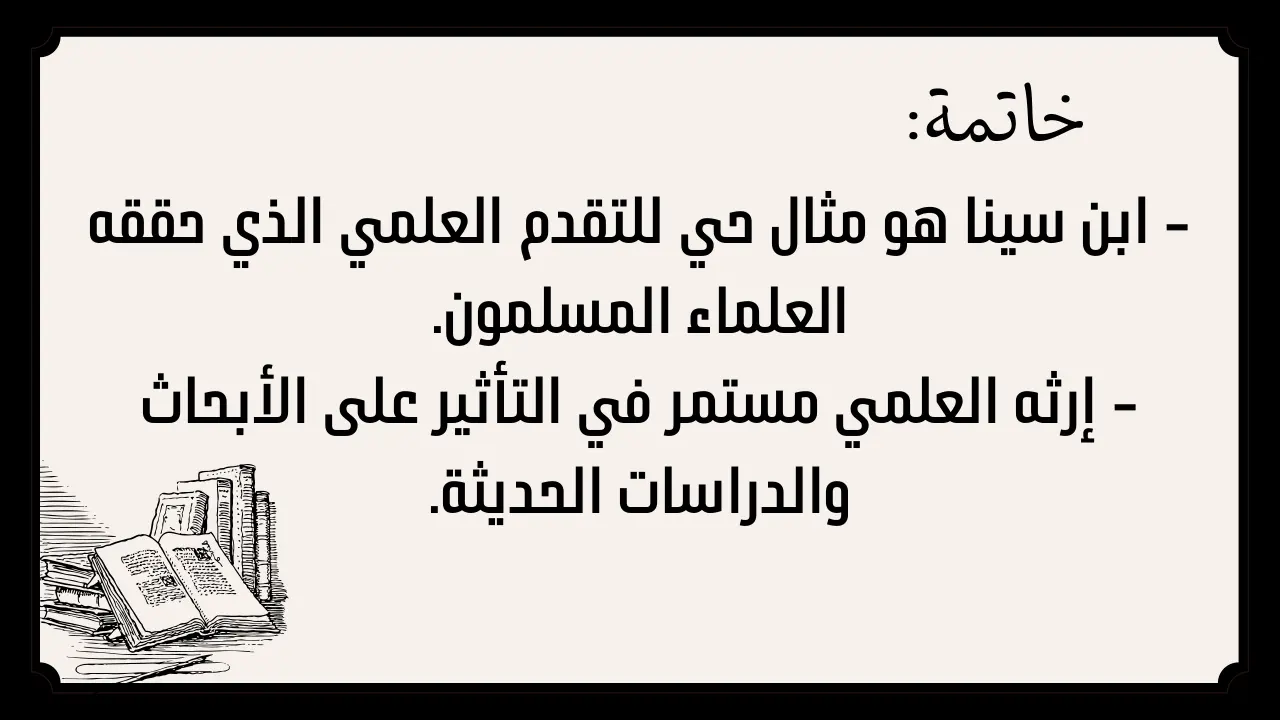 خاتمة:
- ابن سينا هو مثال حي للتقدم العلمي الذي حققه
العلماء المسلمون.
- إرثه العلمي مستمر في التأثير على الأبحاث
والدراسات الحديثة.